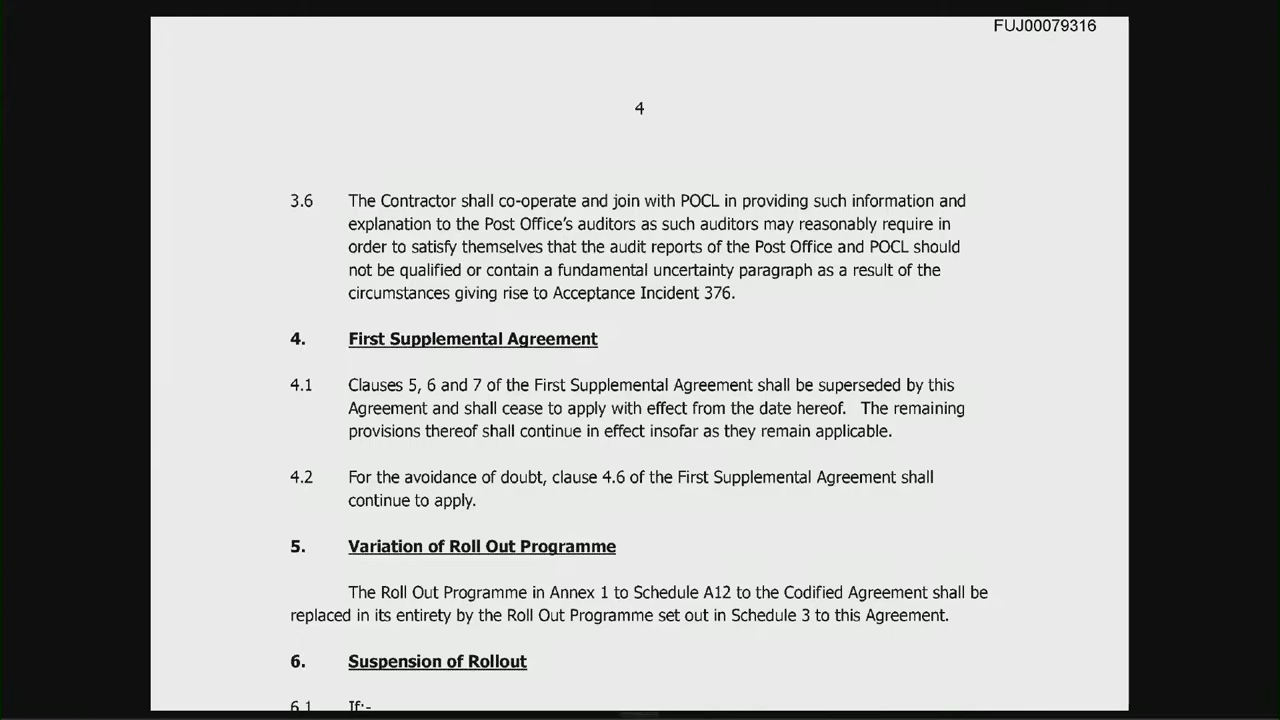 FUJ00079316
4
3.6 The Contractor shall co-operate and join with POCL in providing such information and
explanation to the Post Office's auditors as such auditors may reasonably require in
order to satisfy themselves that the audit reports of the Post Office and POCL should
not be qualified or contain a fundamental uncertainty paragraph as a result of the
circumstances giving rise to Acceptance Incident 376.
4. First Supplemental Agreement
4.1 Clauses 5, 6 and 7 of the First Supplemental Agreement shall be superseded by this
Agreement and shall cease to apply with effect from the date hereof. The remaining
provisions thereof shall continue in effect insofar as they remain applicable.
4.2 For the avoidance of doubt, clause 4.6 of the First Supplemental Agreement shall
continue to apply.
5. Variation of Roll Out Programme
The Roll Out Programme in Annex 1 to Schedule A12 to the Codified Agreement shall be
replaced in its entirety by the Roll Out Programme set out in Schedule 3 to this Agreement.
6. Suspension of Rollout
6.1 If:-